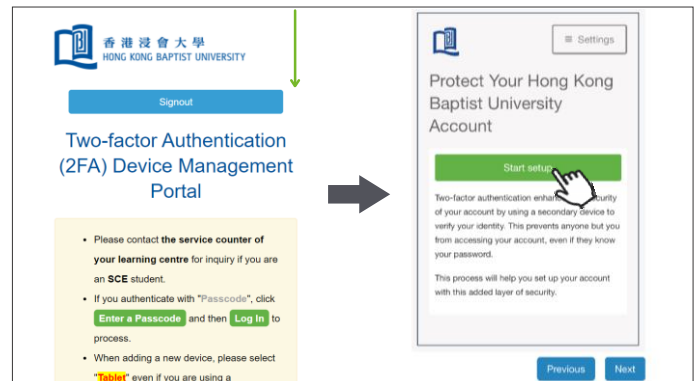 香港浸會大學
HONG KONG BAPTIST UNIVERSITY
Signout
Two-factor Authentication
(2FA) Device Management
Portal
• Please contact the service counter of
your learning centre for inquiry if you are
an SCE student.
• If you authenticate with "Passcode", click
Enter a Passcode and then Log In to
process.
• When adding a new device, please select
"Tablet" even if you are using a
≡ Settings
Protect Your Hong Kong
Baptist University
Account
Start setup
Two-factor authentication enhan curity
of your account by using a secondary device to
verify your identity. This prevents anyone but you
from accessing your account, even if they know
your password.
This process will help you set up your account
with this added layer of security.
Previous
Next